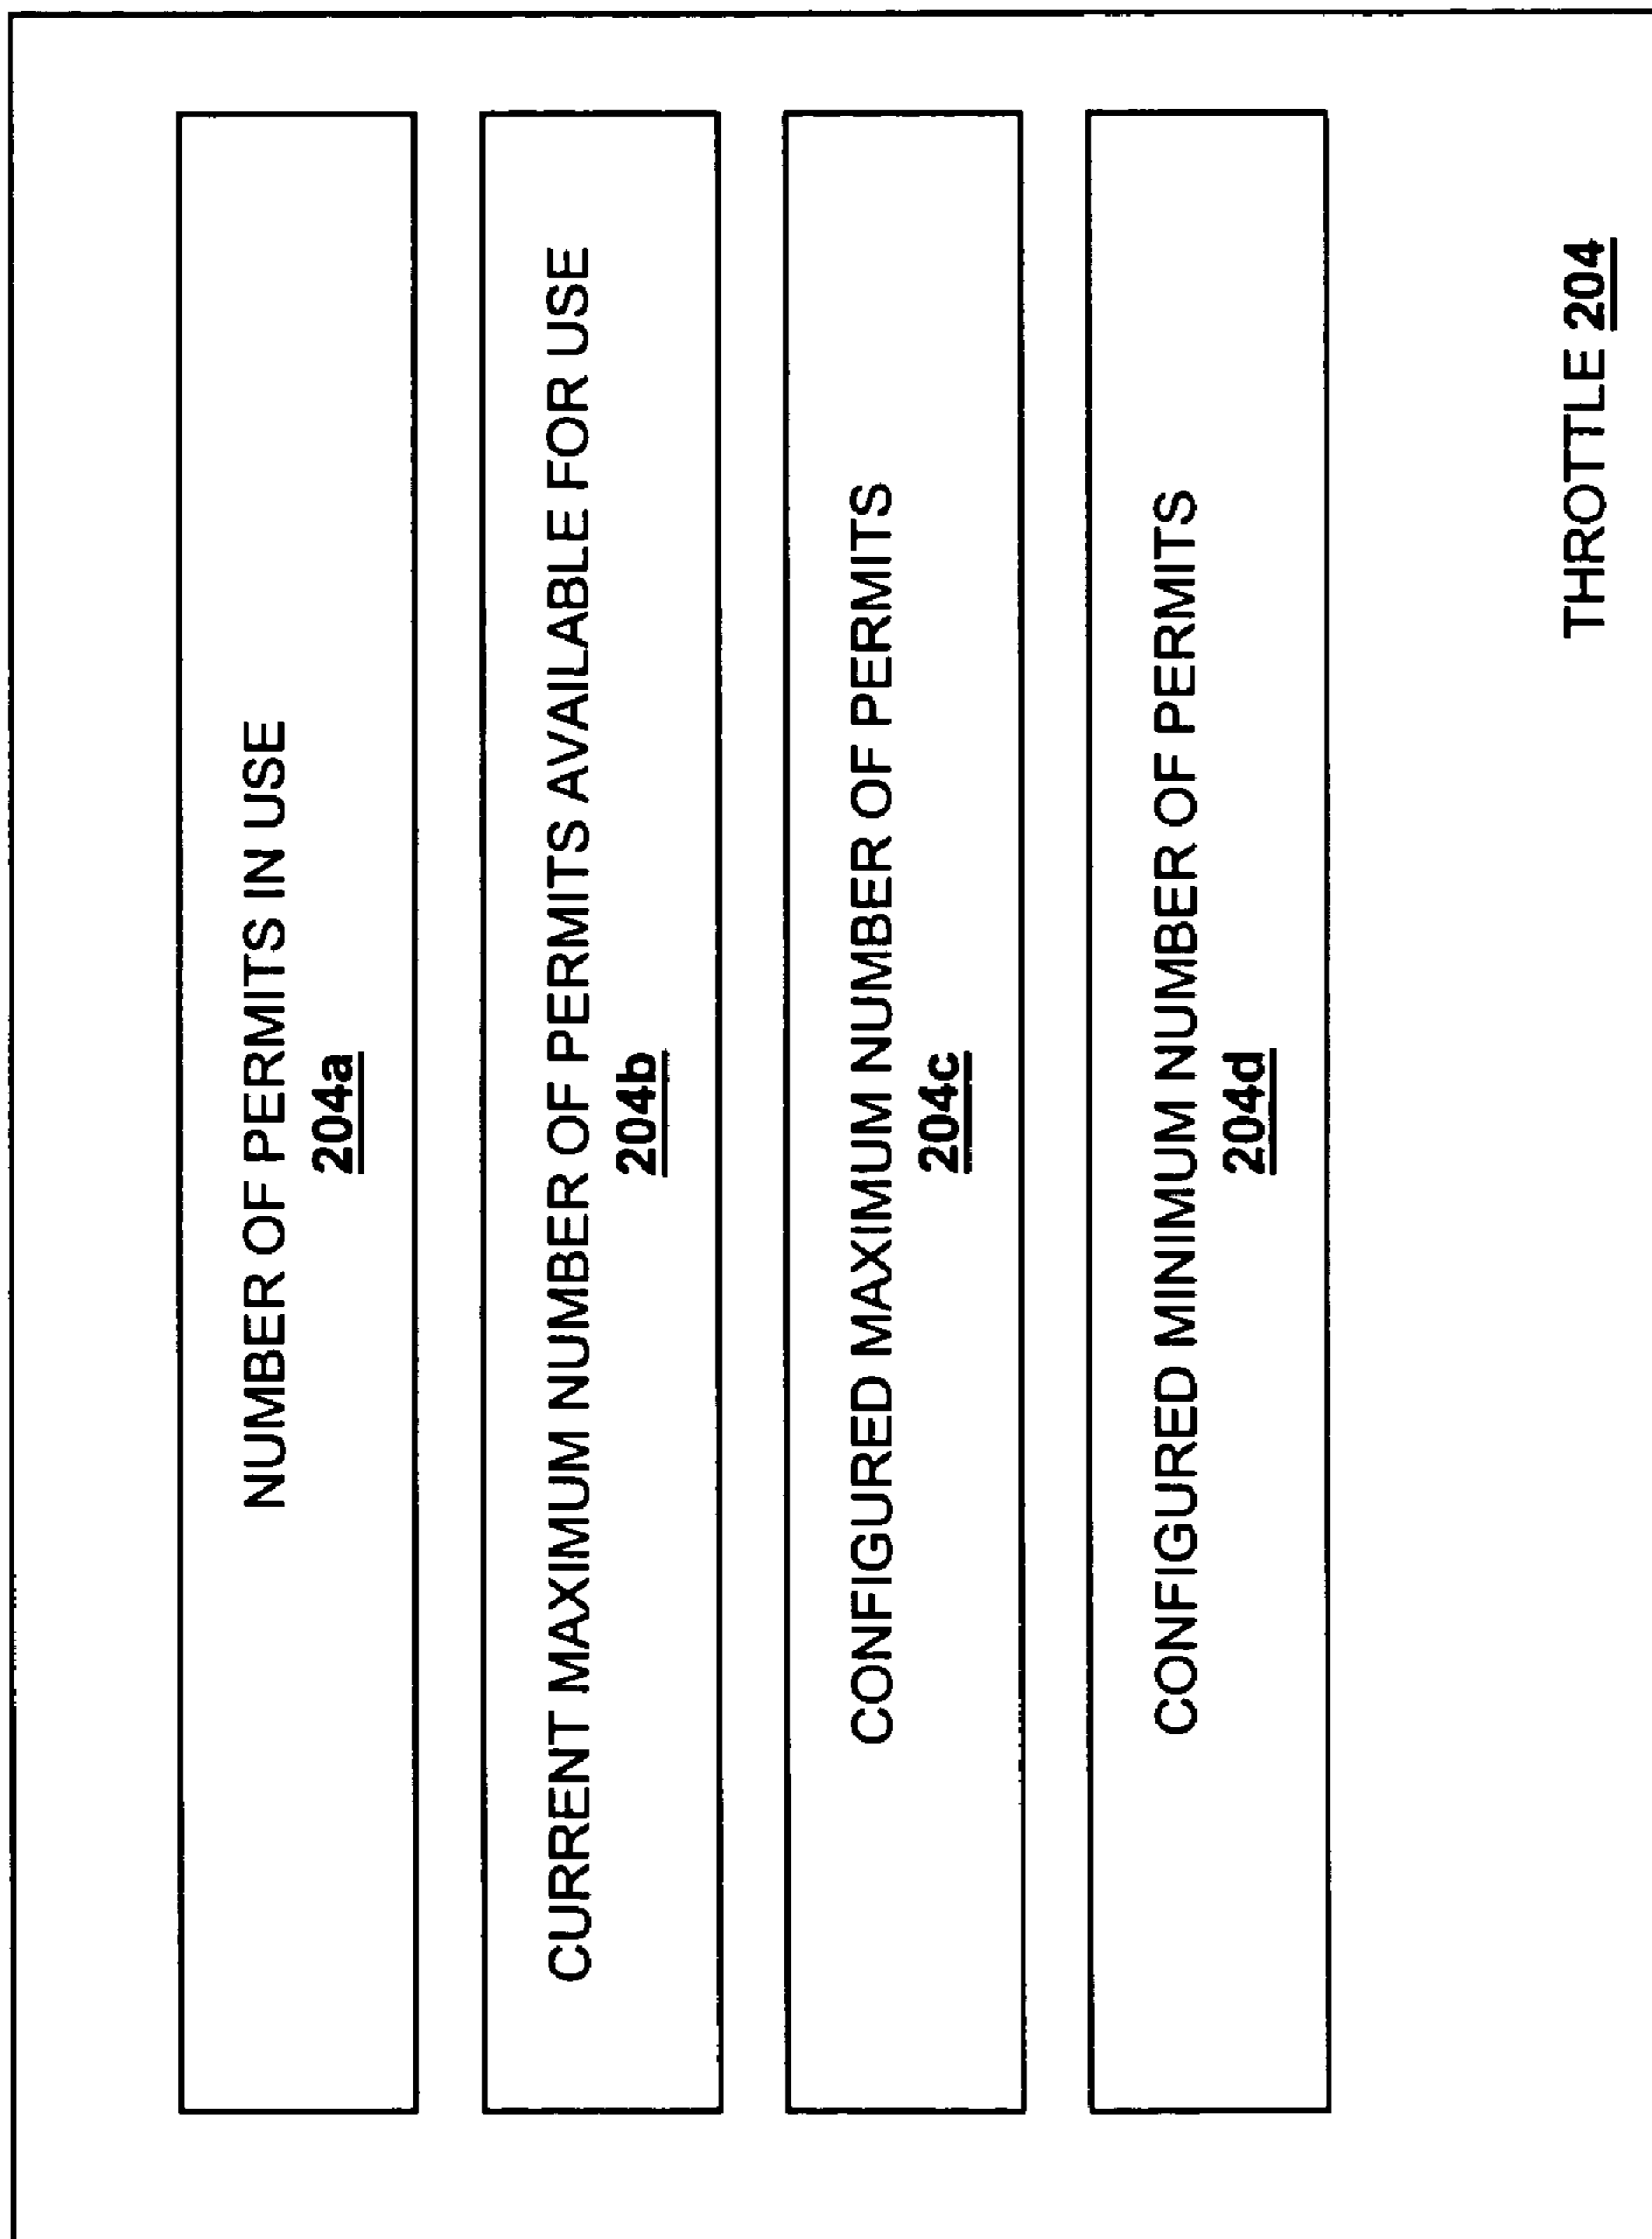 NUMBER OF PERMITS IN USE
204a
CURRENT MAXIMUM NUMBER OF PERMITS AVAILABLE FOR USE
204b
CONFIGURED MAXIMUM NUMBER OF PERMITS
204c
CONFIGURED MINIMUM NUMBER OF PERMITS
204d
THROTTLE 204